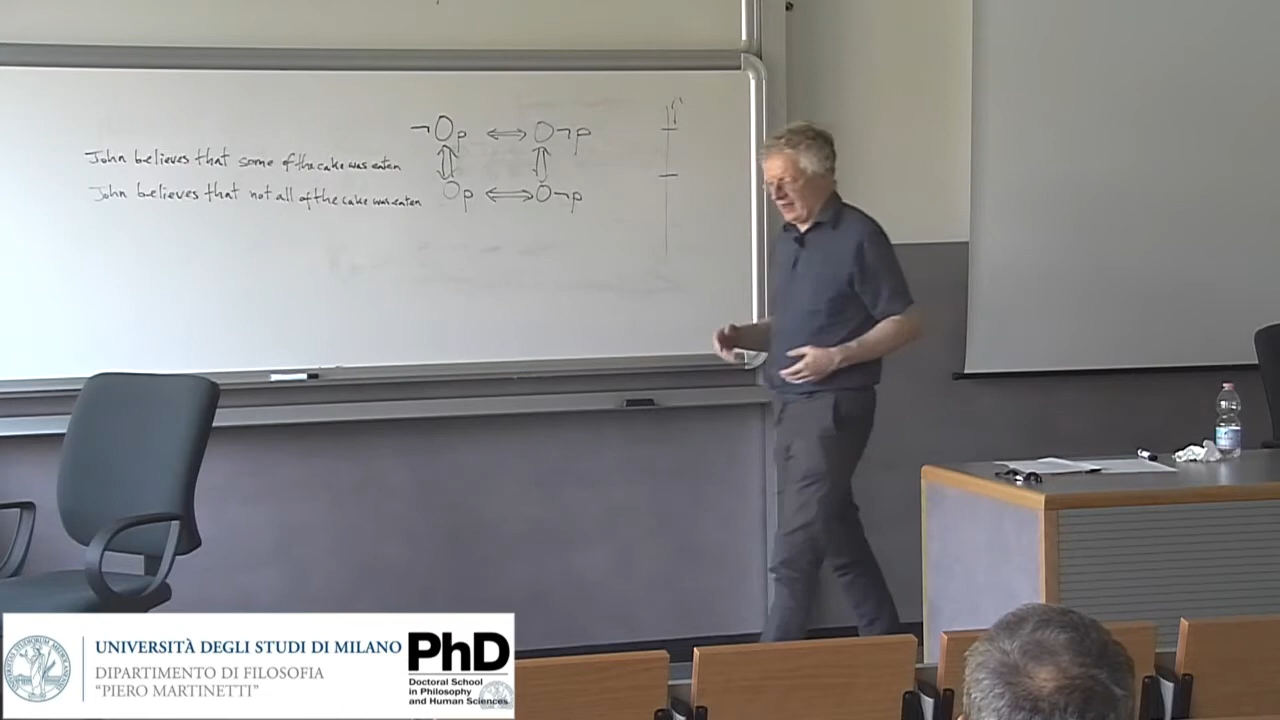 ¬Op ⟺ O¬p
John believes that some of the cake was eaten
⇕ ⇕
John believes that not all of the cake was eaten
Op ⟺ O¬p
UNIVERSITÀ DEGLI STUDI DI MILANO
DIPARTIMENTO DI FILOSOFIA
"PIERO MARTINETTI"
PhD
Doctoral School
in Philosophy
and Human Sciences